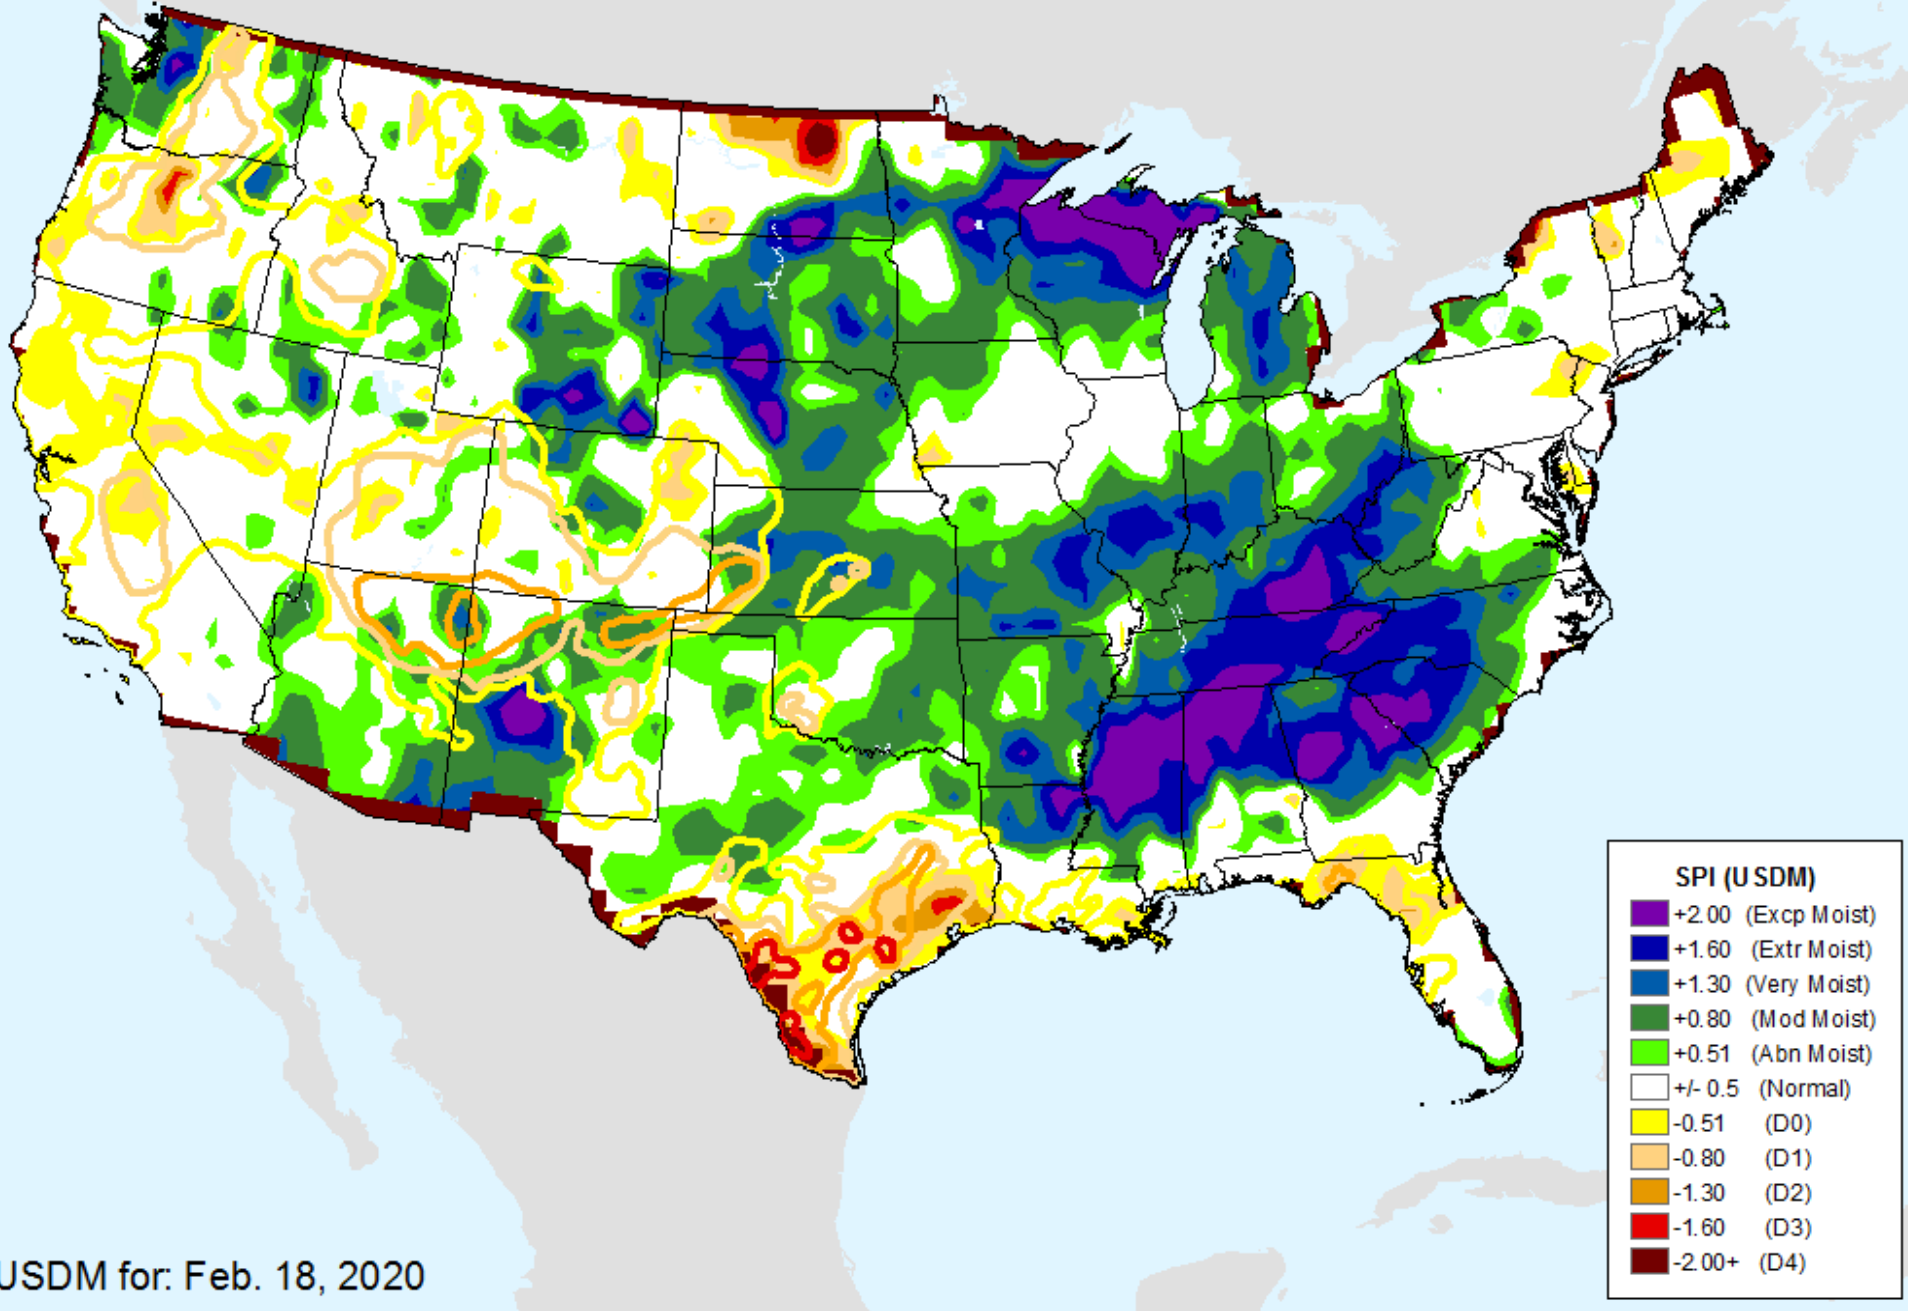 SPI (USDM)
+2.00 (Excp Moist)
+1.60 (Extr Moist)
+1.30 (Very Moist)
+0.80 (Mod Moist)
+0.51 (Abn Moist)
+/- 0.5 (Normal)
-0.51 (D0)
-0.80 (D1)
-1.30 (D2)
-1.60 (D3)
-2.00+ (D4)
USDM for: Feb. 18, 2020